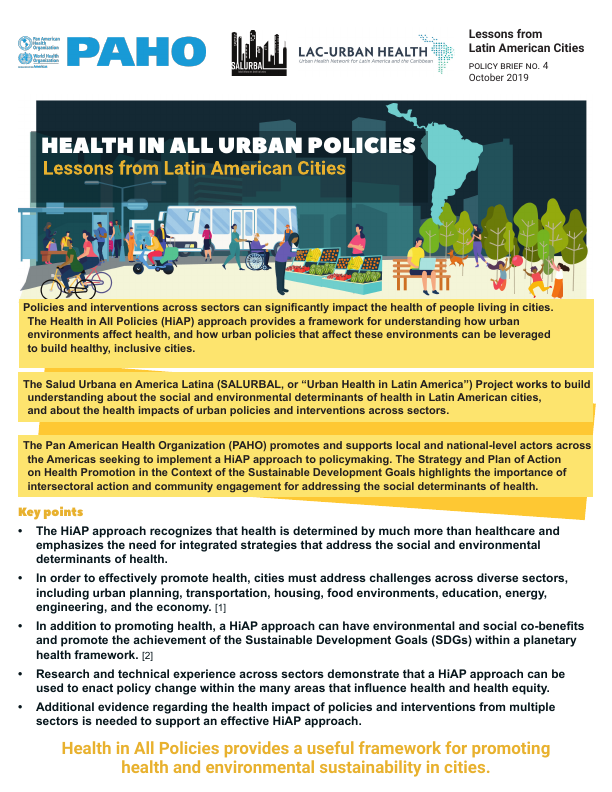 Pan American
Health
Organization
World Health
Organization
Americas
PAHO
SALURBAL
LAC-URBAN HEALTH
Urban Health Network for Latin America and the Caribbean
Lessons from
Latin American Cities
POLICY BRIEF NO. 4
October 2019
HEALTH IN ALL URBAN POLICIES
Lessons from Latin American Cities
Policies and interventions across sectors can significantly impact the health of people living in cities.
The Health in All Policies (HiAP) approach provides a framework for understanding how urban
environments affect health, and how urban policies that affect these environments can be leveraged
to build healthy, inclusive cities.
The Salud Urbana en America Latina (SALURBAL, or “Urban Health in Latin America”) Project works to build
understanding about the social and environmental determinants of health in Latin American cities,
and about the health impacts of urban policies and interventions across sectors.
The Pan American Health Organization (PAHO) promotes and supports local and national-level actors across
the Americas seeking to implement a HiAP approach to policymaking. The Strategy and Plan of Action
on Health Promotion in the Context of the Sustainable Development Goals highlights the importance of
intersectoral action and community engagement for addressing the social determinants of health.
Key points
• The HiAP approach recognizes that health is determined by much more than healthcare and
emphasizes the need for integrated strategies that address the social and environmental
determinants of health.
• In order to effectively promote health, cities must address challenges across diverse sectors,
including urban planning, transportation, housing, food environments, education, energy,
engineering, and the economy. [1]
• In addition to promoting health, a HiAP approach can have environmental and social co-benefits
and promote the achievement of the Sustainable Development Goals (SDGs) within a planetary
health framework. [2]
• Research and technical experience across sectors demonstrate that a HiAP approach can be
used to enact policy change within the many areas that influence health and health equity.
• Additional evidence regarding the health impact of policies and interventions from multiple
sectors is needed to support an effective HiAP approach.
Health in All Policies provides a useful framework for promoting
health and environmental sustainability in cities.